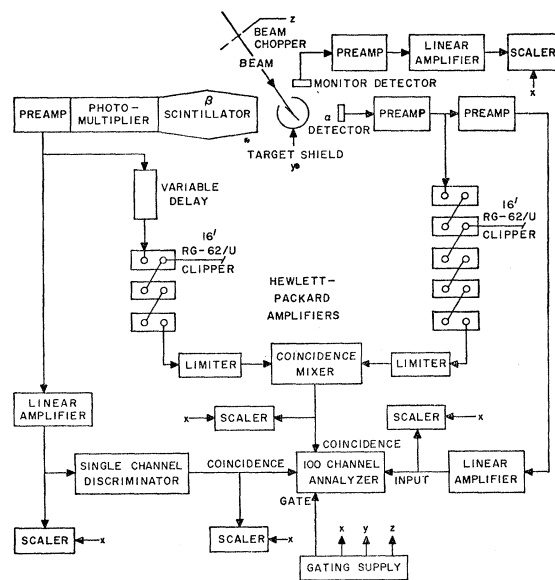 z
BEAM
CHOPPER
BEAM
PREAMP
LINEAR
AMPLIFIER
SCALER
x
MONITOR DETECTOR
PREAMP
PHOTO-
MULTIPLIER
β
SCINTILLATOR
α
DETECTOR
PREAMP
PREAMP
TARGET SHIELD
y
VARIABLE
DELAY
16'
RG-62/U
CLIPPER
16'
RG-62/U
CLIPPER
HEWLETT-
PACKARD
AMPLIFIERS
LIMITER
COINCIDENCE
MIXER
LIMITER
LINEAR
AMPLIFIER
x
SCALER
SCALER
x
COINCIDENCE
SINGLE CHANNEL
DISCRIMINATOR
COINCIDENCE
100 CHANNEL
ANNALYZER
INPUT
LINEAR
AMPLIFIER
GATE
SCALER
x
SCALER
x
x
y
z
GATING SUPPLY